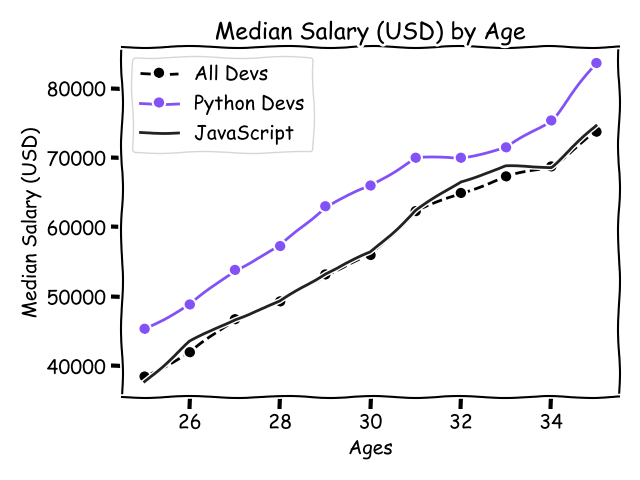 Median Salary (USD) by Age
All Devs
Python Devs
JavaScript
Median Salary (USD)
80000
70000
60000
50000
40000
26 28 30 32 34
Ages